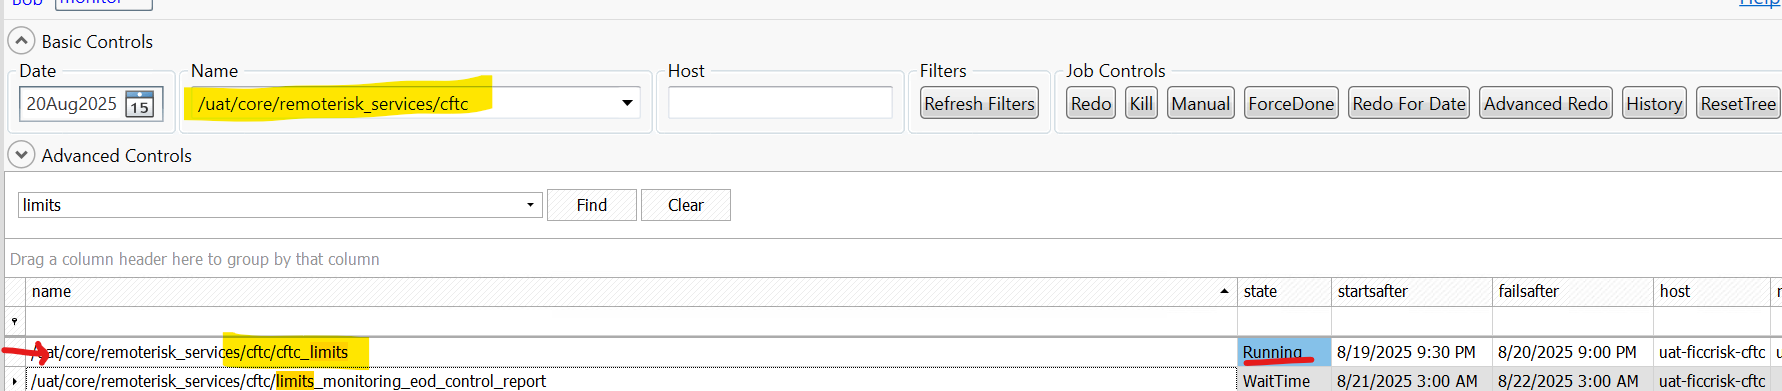 Bob monitor Help
Basic Controls
Date Name Host Filters Job Controls
20Aug2025 15 /uat/core/remoterisk_services/cftc Refresh Filters Redo Kill Manual ForceDone Redo For Date Advanced Redo History ResetTree
Advanced Controls
limits Find Clear
Drag a column header here to group by that column
name state startsafter failsafter host
/uat/core/remoterisk_services/cftc/cftc_limits Running 8/19/2025 9:30 PM 8/20/2025 9:00 PM uat-ficcrisk-cftc
/uat/core/remoterisk_services/cftc/limits_monitoring_eod_control_report WaitTime 8/21/2025 3:00 AM 8/22/2025 3:00 AM uat-ficcrisk-cftc